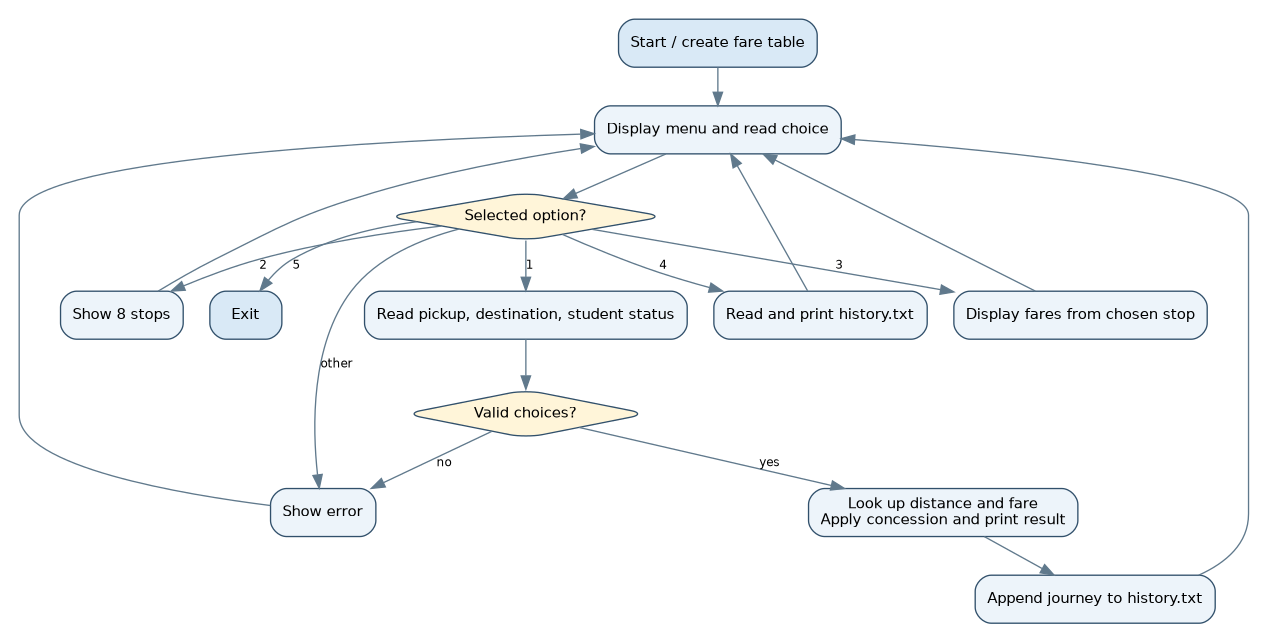 Start / create fare table
Display menu and read choice
Selected option?
2
5
1
4
3
Show 8 stops
Exit
Read pickup, destination, student status
Read and print history.txt
Display fares from chosen stop
other
Valid choices?
no
yes
Show error
Look up distance and fare
Apply concession and print result
Append journey to history.txt